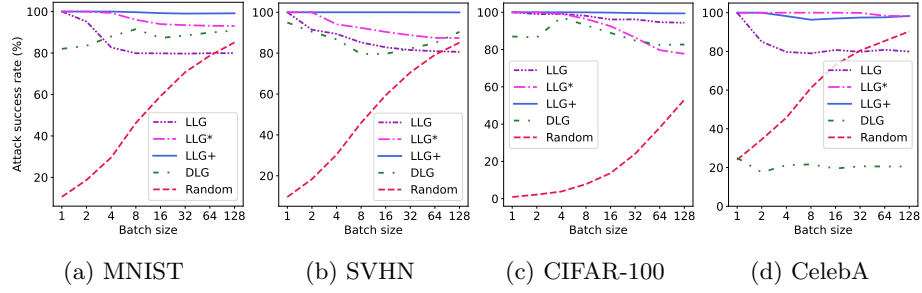 Attack success rate (%)
100
80
60
40
20
1 2 4 8 16 32 64 128
Batch size
LLG
LLG*
LLG+
DLG
Random
(a) MNIST
100
80
60
40
20
1 2 4 8 16 32 64 128
Batch size
LLG
LLG*
LLG+
DLG
Random
(b) SVHN
100
80
60
40
20
0
1 2 4 8 16 32 64 128
Batch size
LLG
LLG*
LLG+
DLG
Random
(c) CIFAR-100
100
80
60
40
20
0
1 2 4 8 16 32 64 128
Batch size
LLG
LLG*
LLG+
DLG
Random
(d) CelebA